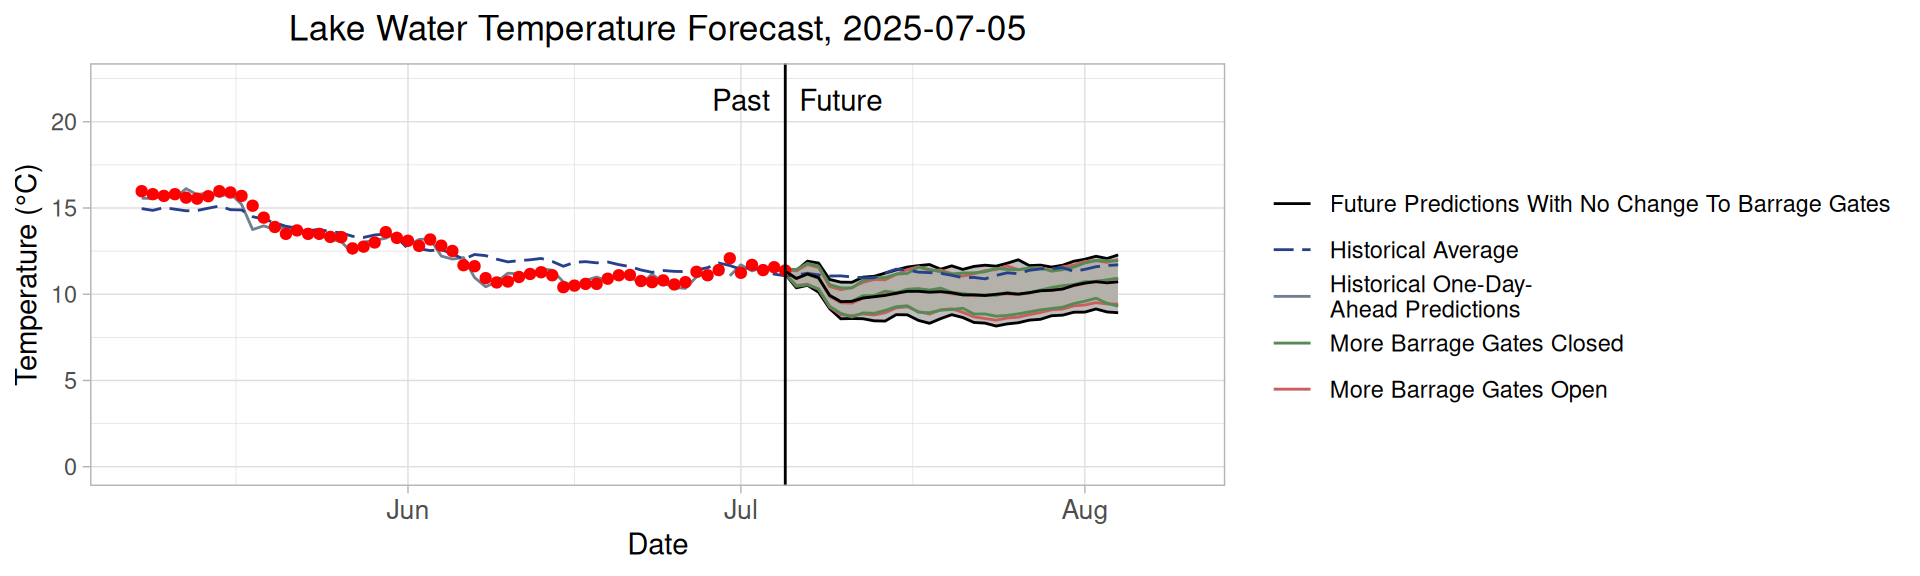 Lake Water Temperature Forecast, 2025-07-05
Past
Future
20
15
10
5
0
Temperature (°C)
Jun
Jul
Aug
Date
Future Predictions With No Change To Barrage Gates
Historical Average
Historical One-Day-
Ahead Predictions
More Barrage Gates Closed
More Barrage Gates Open